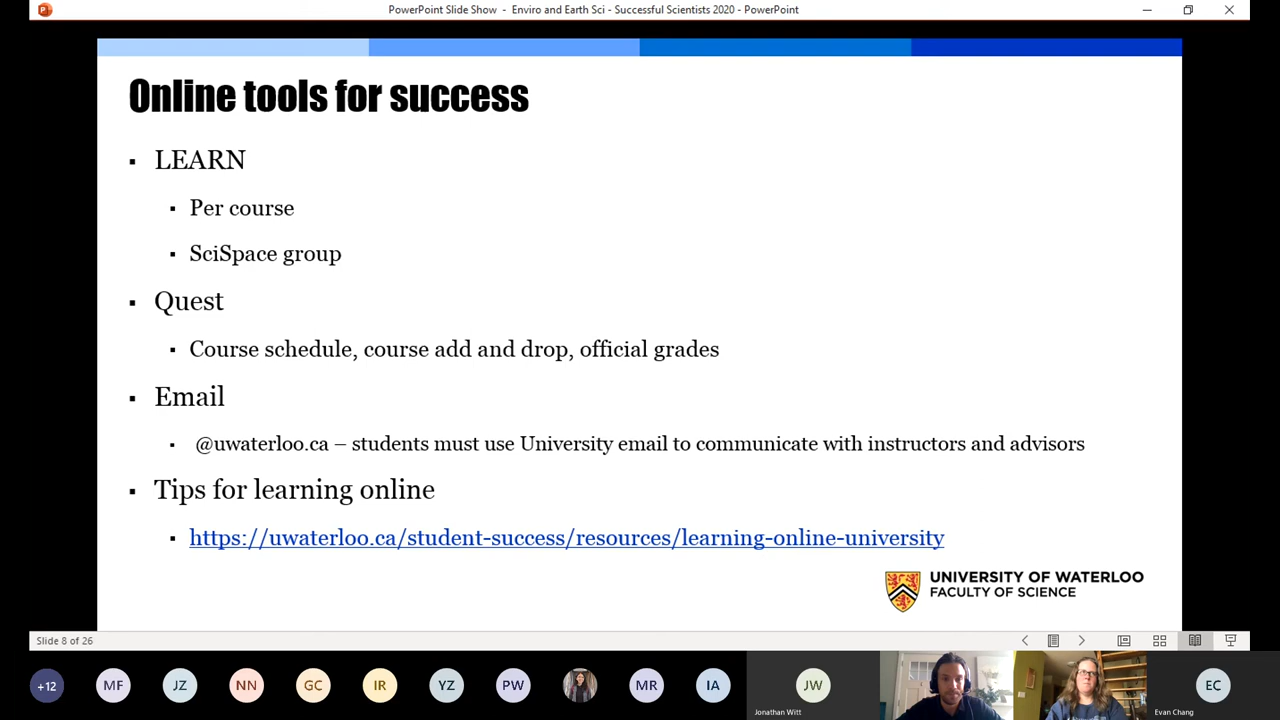 PowerPoint Slide Show - Enviro and Earth Sci - Successful Scientists 2020 - PowerPoint
Online tools for success
▪ LEARN
▪ Per course
▪ SciSpace group
▪ Quest
▪ Course schedule, course add and drop, official grades
▪ Email
▪ @uwaterloo.ca – students must use University email to communicate with instructors and advisors
▪ Tips for learning online
▪ https://uwaterloo.ca/student-success/resources/learning-online-university
UNIVERSITY OF WATERLOO
FACULTY OF SCIENCE
Slide 8 of 26
+12 MF JZ NN GC IR YZ PW MR IA JW EC
Jonathan Witt Evan Chang